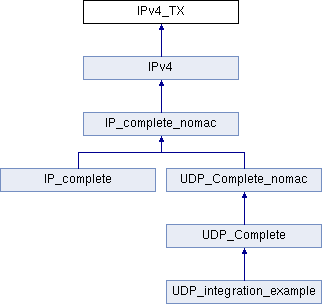 IPv4_TX
IPv4
IP_complete_nomac
IP_complete
UDP_Complete_nomac
UDP_Complete
UDP_integration_example